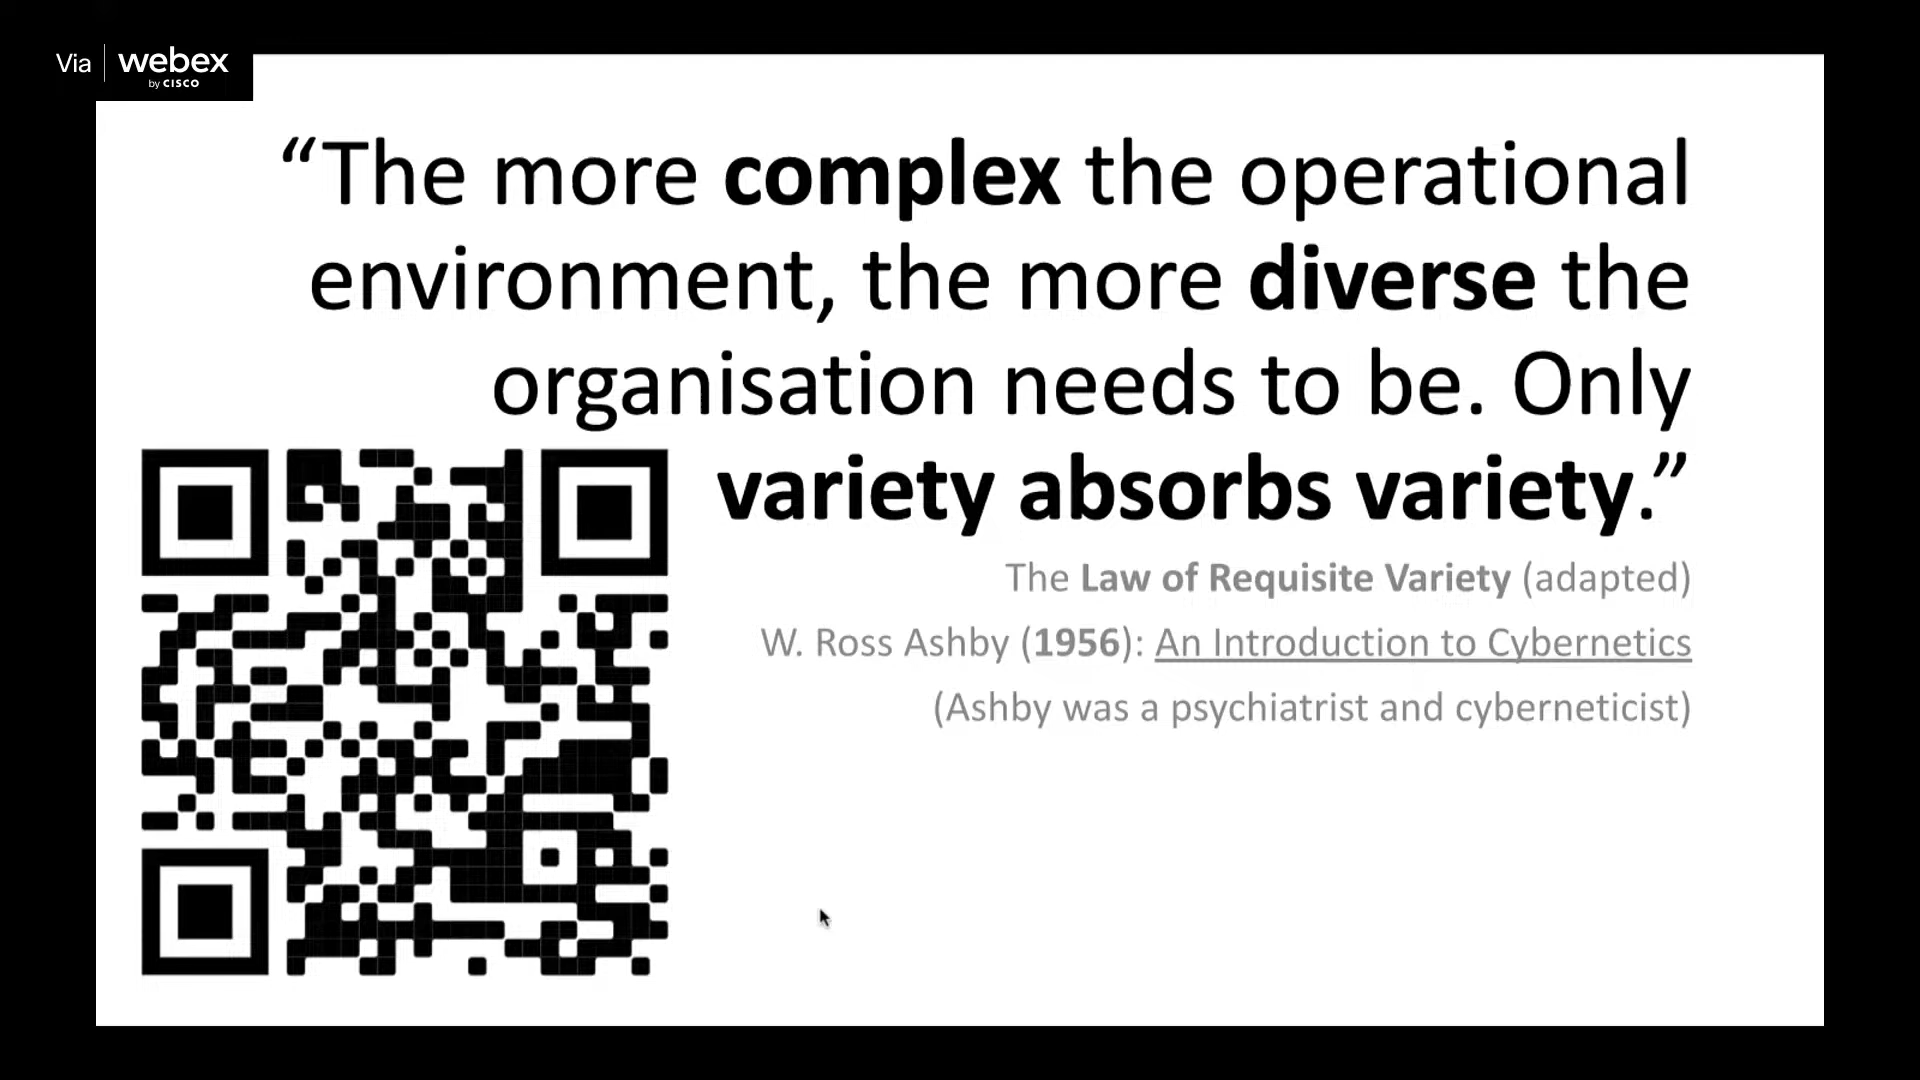 Via webex
by CISCO
“The more complex the operational
environment, the more diverse the
organisation needs to be. Only
variety absorbs variety.”
The Law of Requisite Variety (adapted)
W. Ross Ashby (1956): An Introduction to Cybernetics
(Ashby was a psychiatrist and cyberneticist)